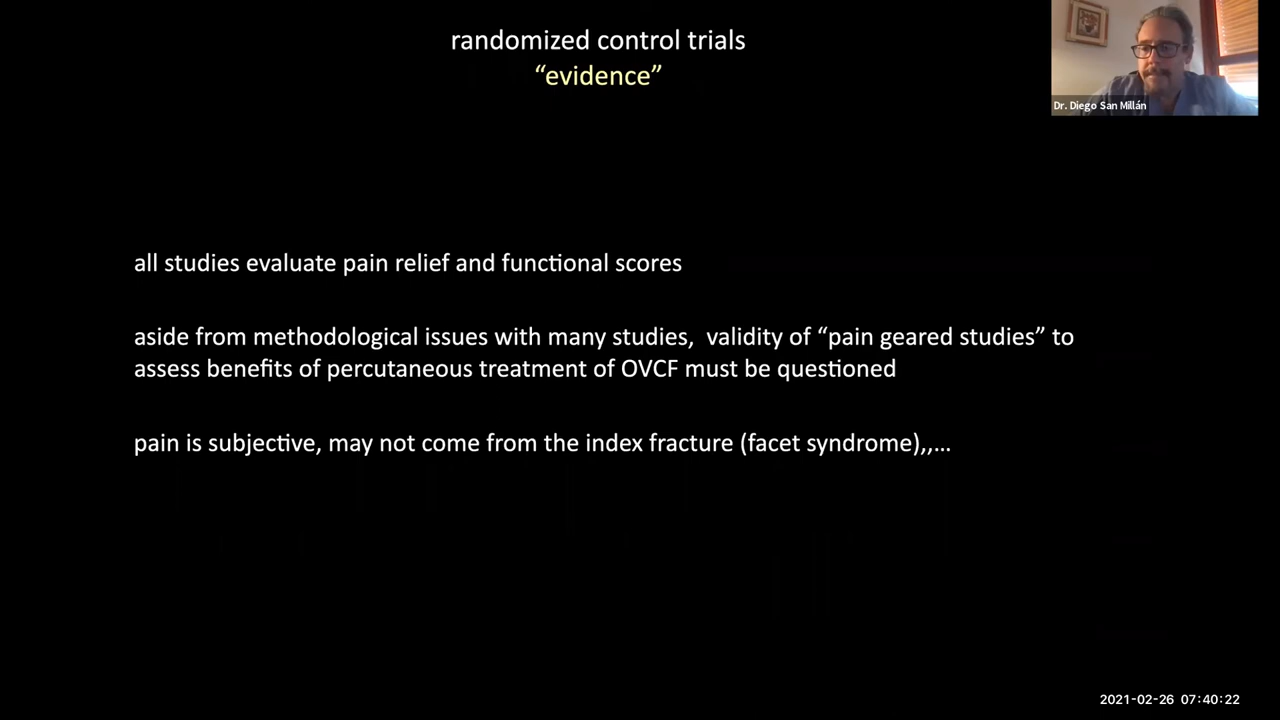 randomized control trials
“evidence”
Dr. Diego San Millán
all studies evaluate pain relief and functional scores
aside from methodological issues with many studies,  validity of “pain geared studies” to
assess benefits of percutaneous treatment of OVCF must be questioned
pain is subjective, may not come from the index fracture (facet syndrome),,…
2021-02-26 07:40:22